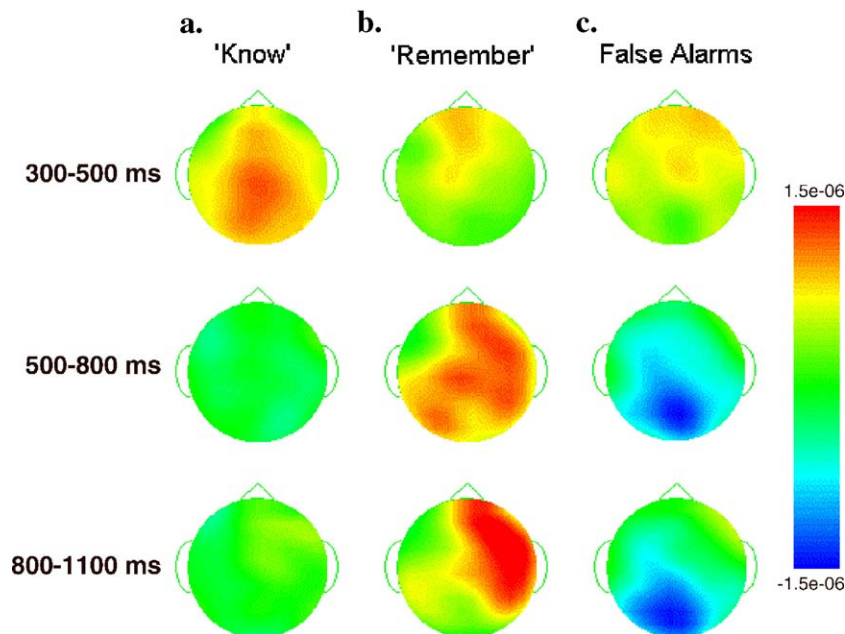 a. b. c.
'Know' 'Remember' False Alarms
300-500 ms
1.5e-06
500-800 ms
800-1100 ms
-1.5e-06